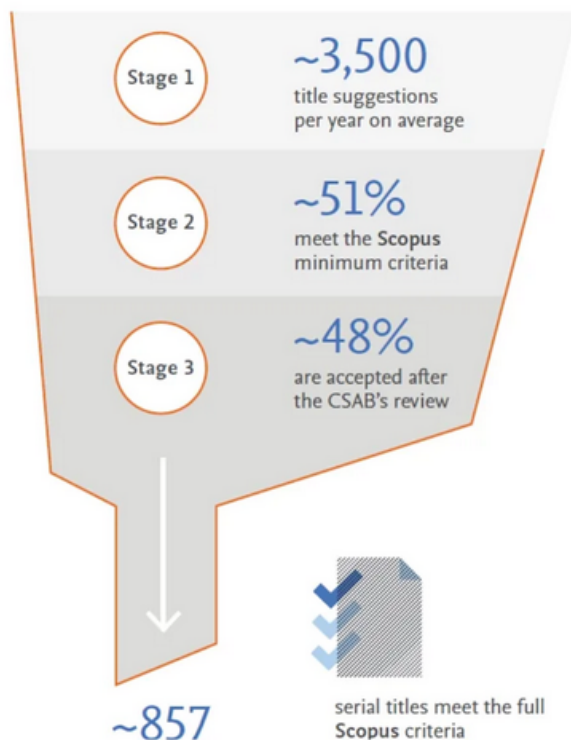 Stage 1
~3,500
title suggestions
per year on average
Stage 2
~51%
meet the Scopus
minimum criteria
Stage 3
~48%
are accepted after
the CSAB's review
~857
serial titles meet the full
Scopus criteria